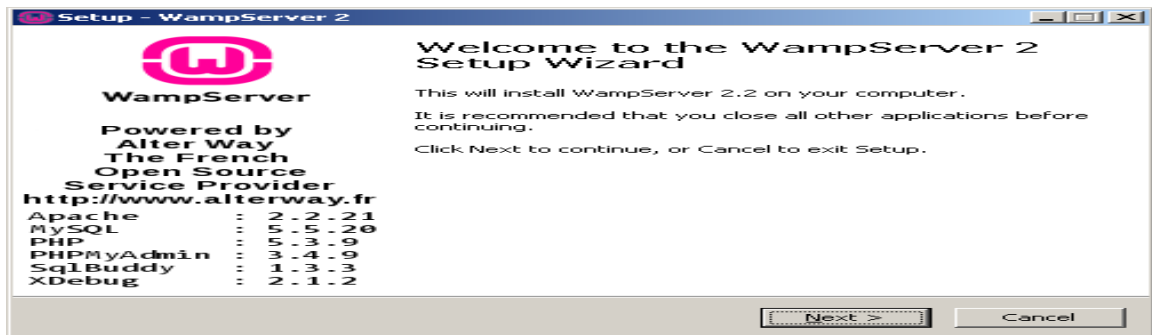 Setup - WampServer 2
WampServer
Powered by
Alter Way
The French
Open Source
Service Provider
http://www.alterway.fr
Apache : 2.2.21
MySQL : 5.5.20
PHP : 5.3.9
PHPMyAdmin : 3.4.9
SqlBuddy : 1.3.3
XDebug : 2.1.2
Welcome to the WampServer 2
Setup Wizard
This will install WampServer 2.2 on your computer.
It is recommended that you close all other applications before
continuing.
Click Next to continue, or Cancel to exit Setup.
Next >
Cancel